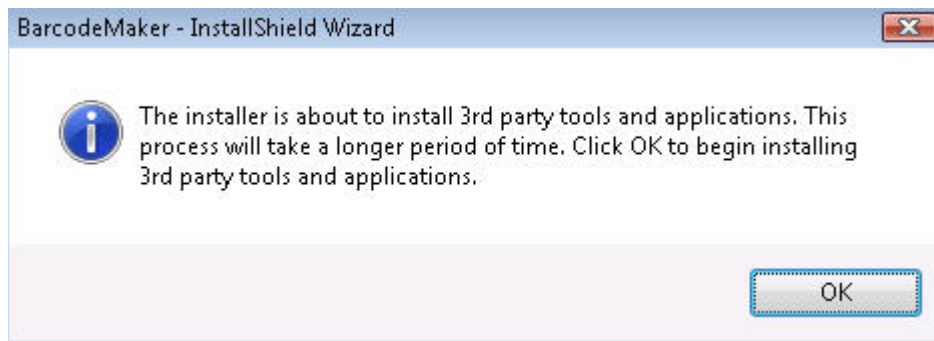 BarcodeMaker - InstallShield Wizard
The installer is about to install 3rd party tools and applications. This
process will take a longer period of time. Click OK to begin installing
3rd party tools and applications.
OK